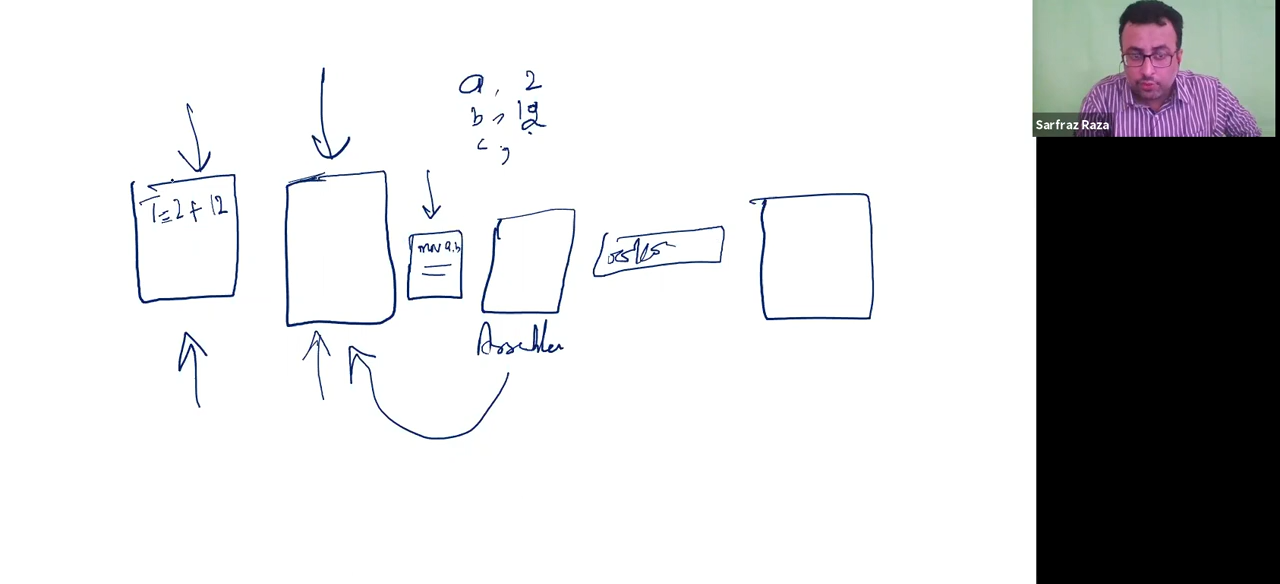 a, 2
b, 12
c,
T=2+12
mov a,b
Assembler
Sarfraz Raza